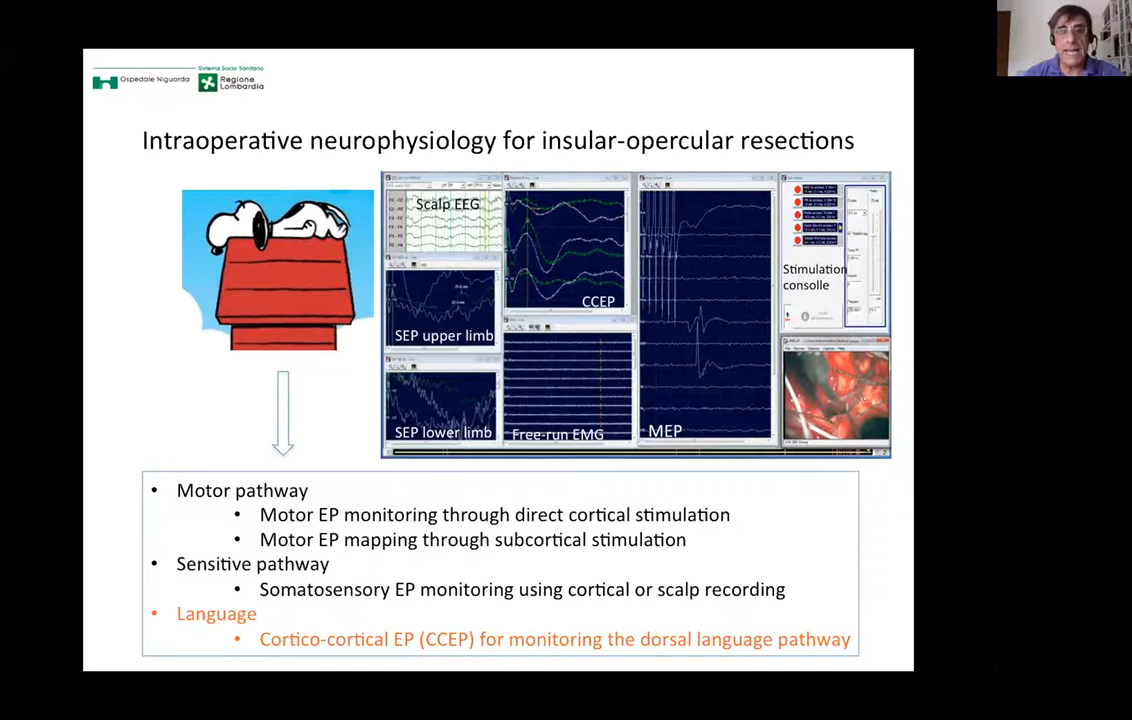 Ospedale Niguarda
Sistema Socio Sanitario
Regione
Lombardia
Intraoperative neurophysiology for insular-opercular resections
Scalp EEG
SEP upper limb
SEP lower limb
CCEP
Free-run EMG
MEP
Stimulation
consolle
• Motor pathway
• Motor EP monitoring through direct cortical stimulation
• Motor EP mapping through subcortical stimulation
• Sensitive pathway
• Somatosensory EP monitoring using cortical or scalp recording
• Language
• Cortico-cortical EP (CCEP) for monitoring the dorsal language pathway